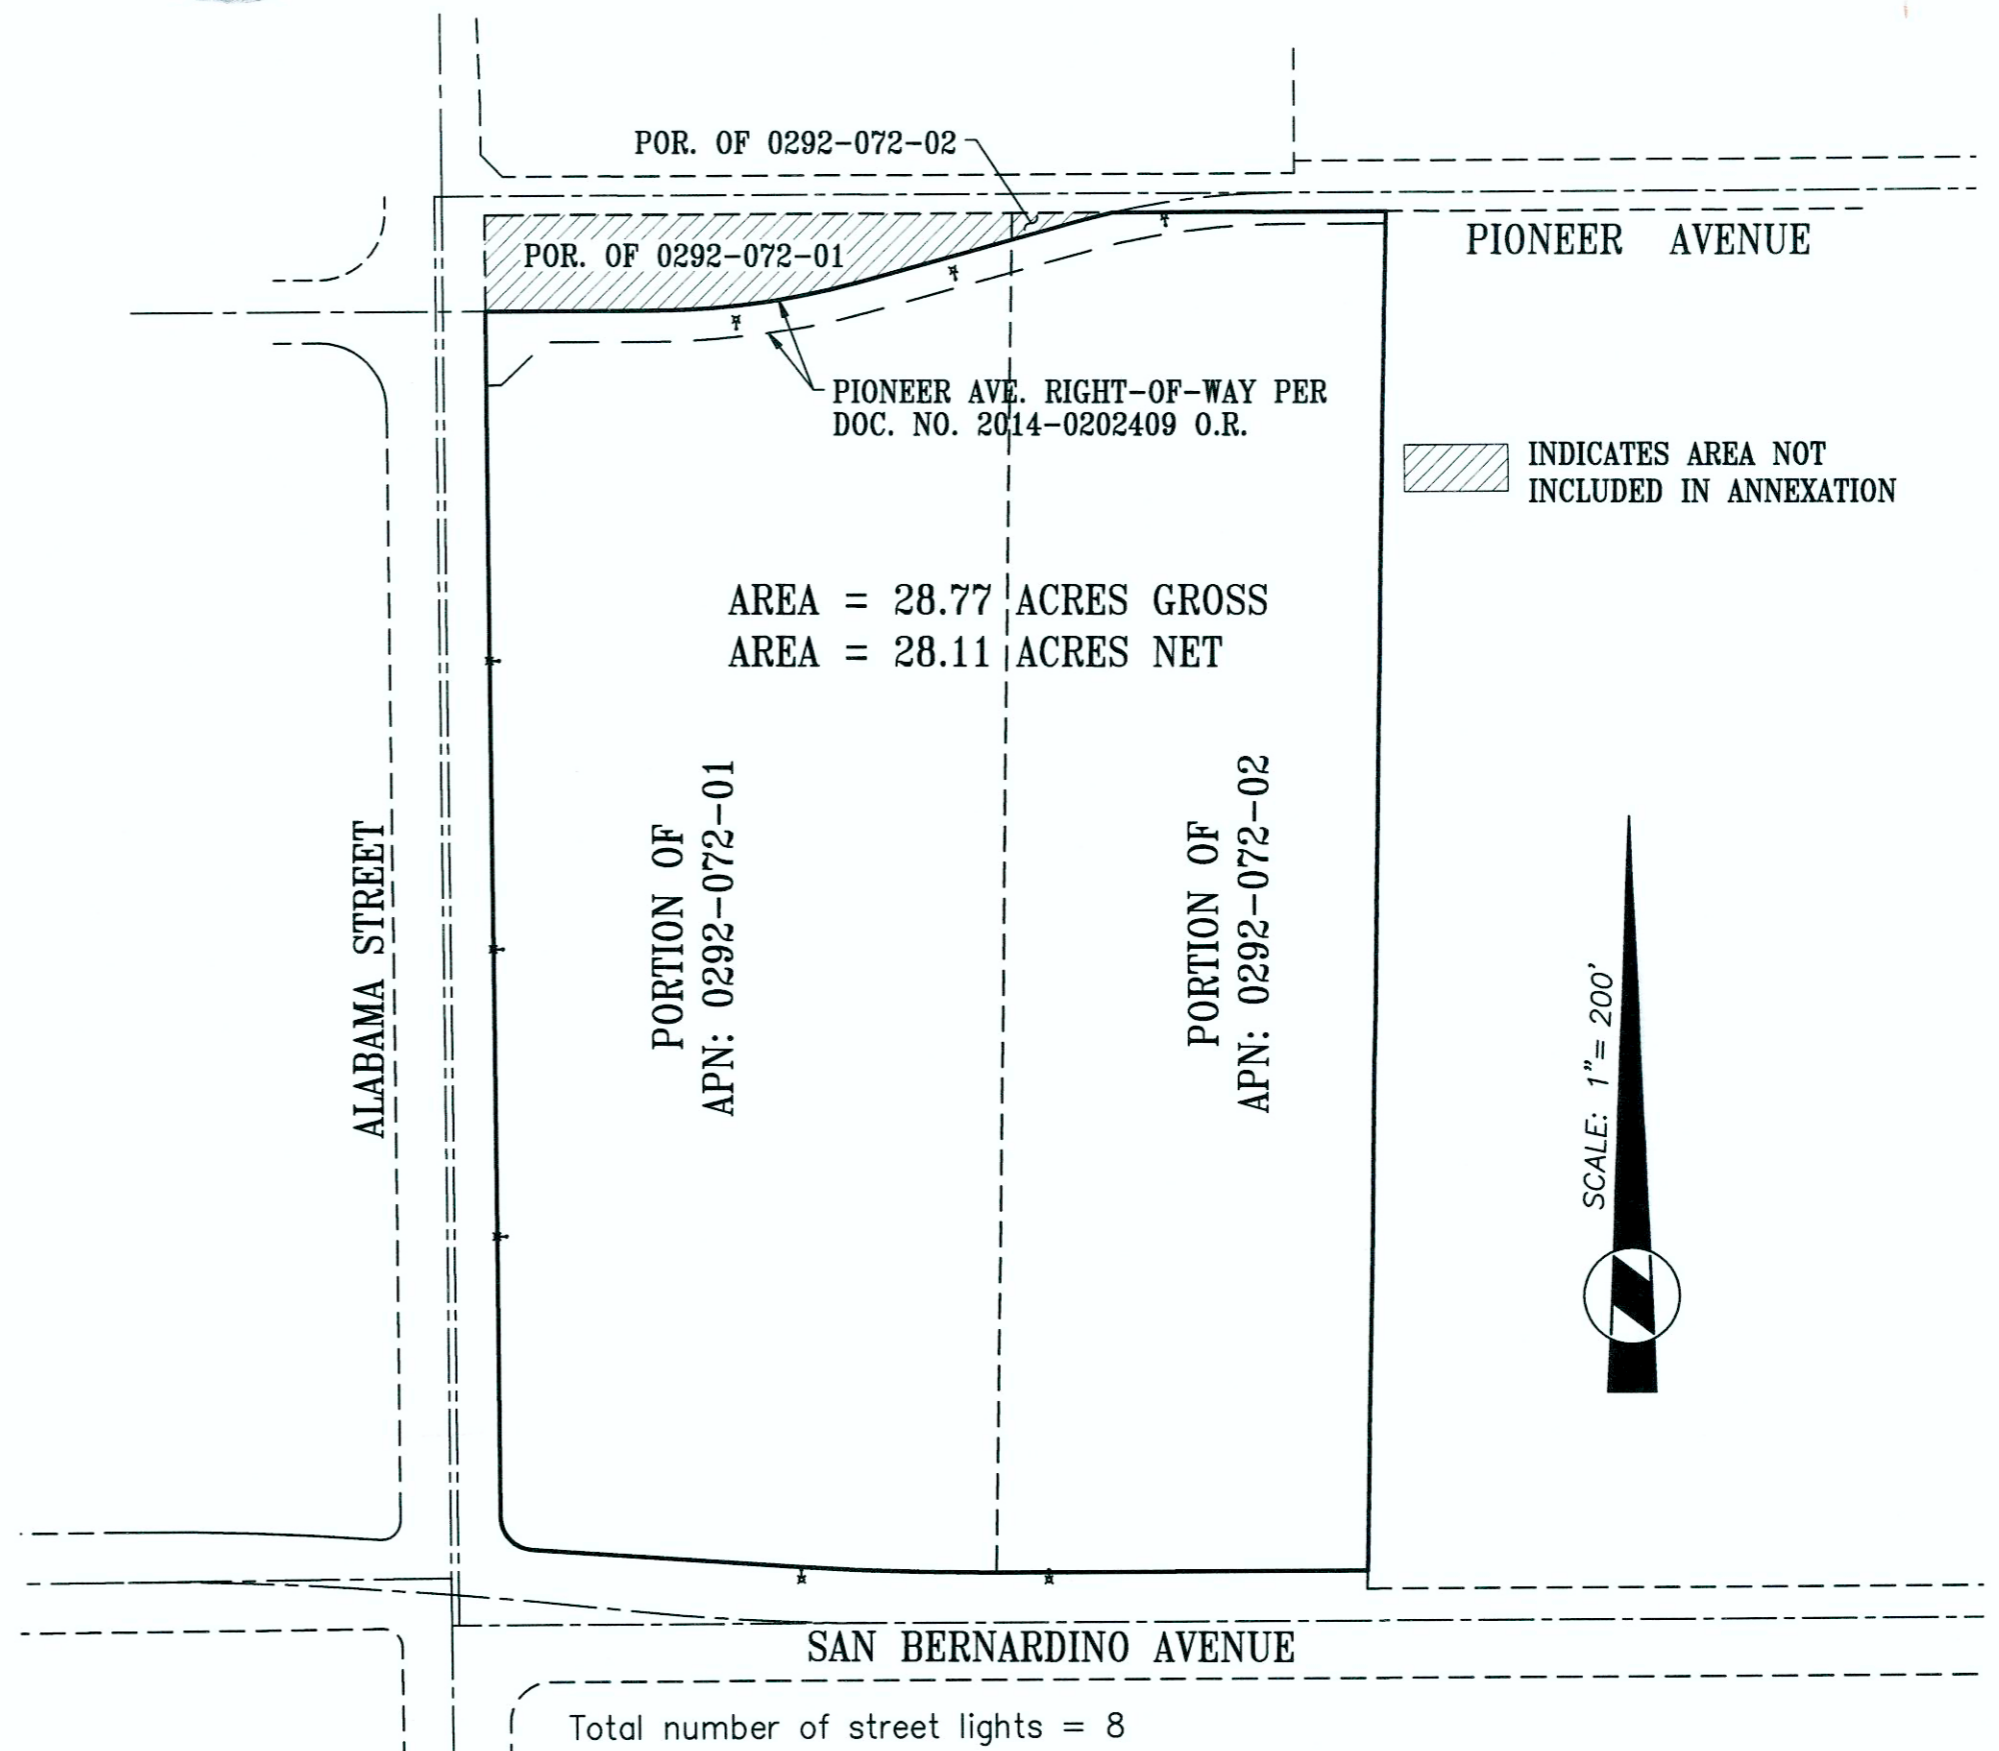 POR. OF 0292-072-02
POR. OF 0292-072-01
PIONEER AVENUE
PIONEER AVE. RIGHT-OF-WAY PER
DOC. NO. 2014-0202409 O.R.
INDICATES AREA NOT
INCLUDED IN ANNEXATION
AREA = 28.77 ACRES GROSS
AREA = 28.11 ACRES NET
ALABAMA STREET
PORTION OF
APN: 0292-072-01
PORTION OF
APN: 0292-072-02
SCALE: 1"= 200'
N
SAN BERNARDINO AVENUE
Total number of street lights = 8